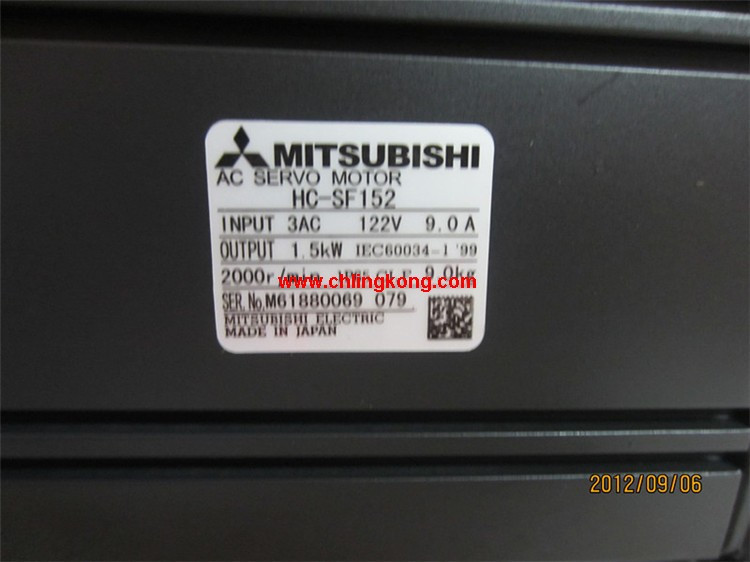 MITSUBISHI
AC SERVO MOTOR
HC-SF152
INPUT 3AC 122V 9.0A
OUTPUT 1.5kW IEC60034-1 '99
2000r/min 9.0kg
www.chlingkong.com
SER.No.M61880069 079
MITSUBISHI ELECTRIC
MADE IN JAPAN
2012/09/06